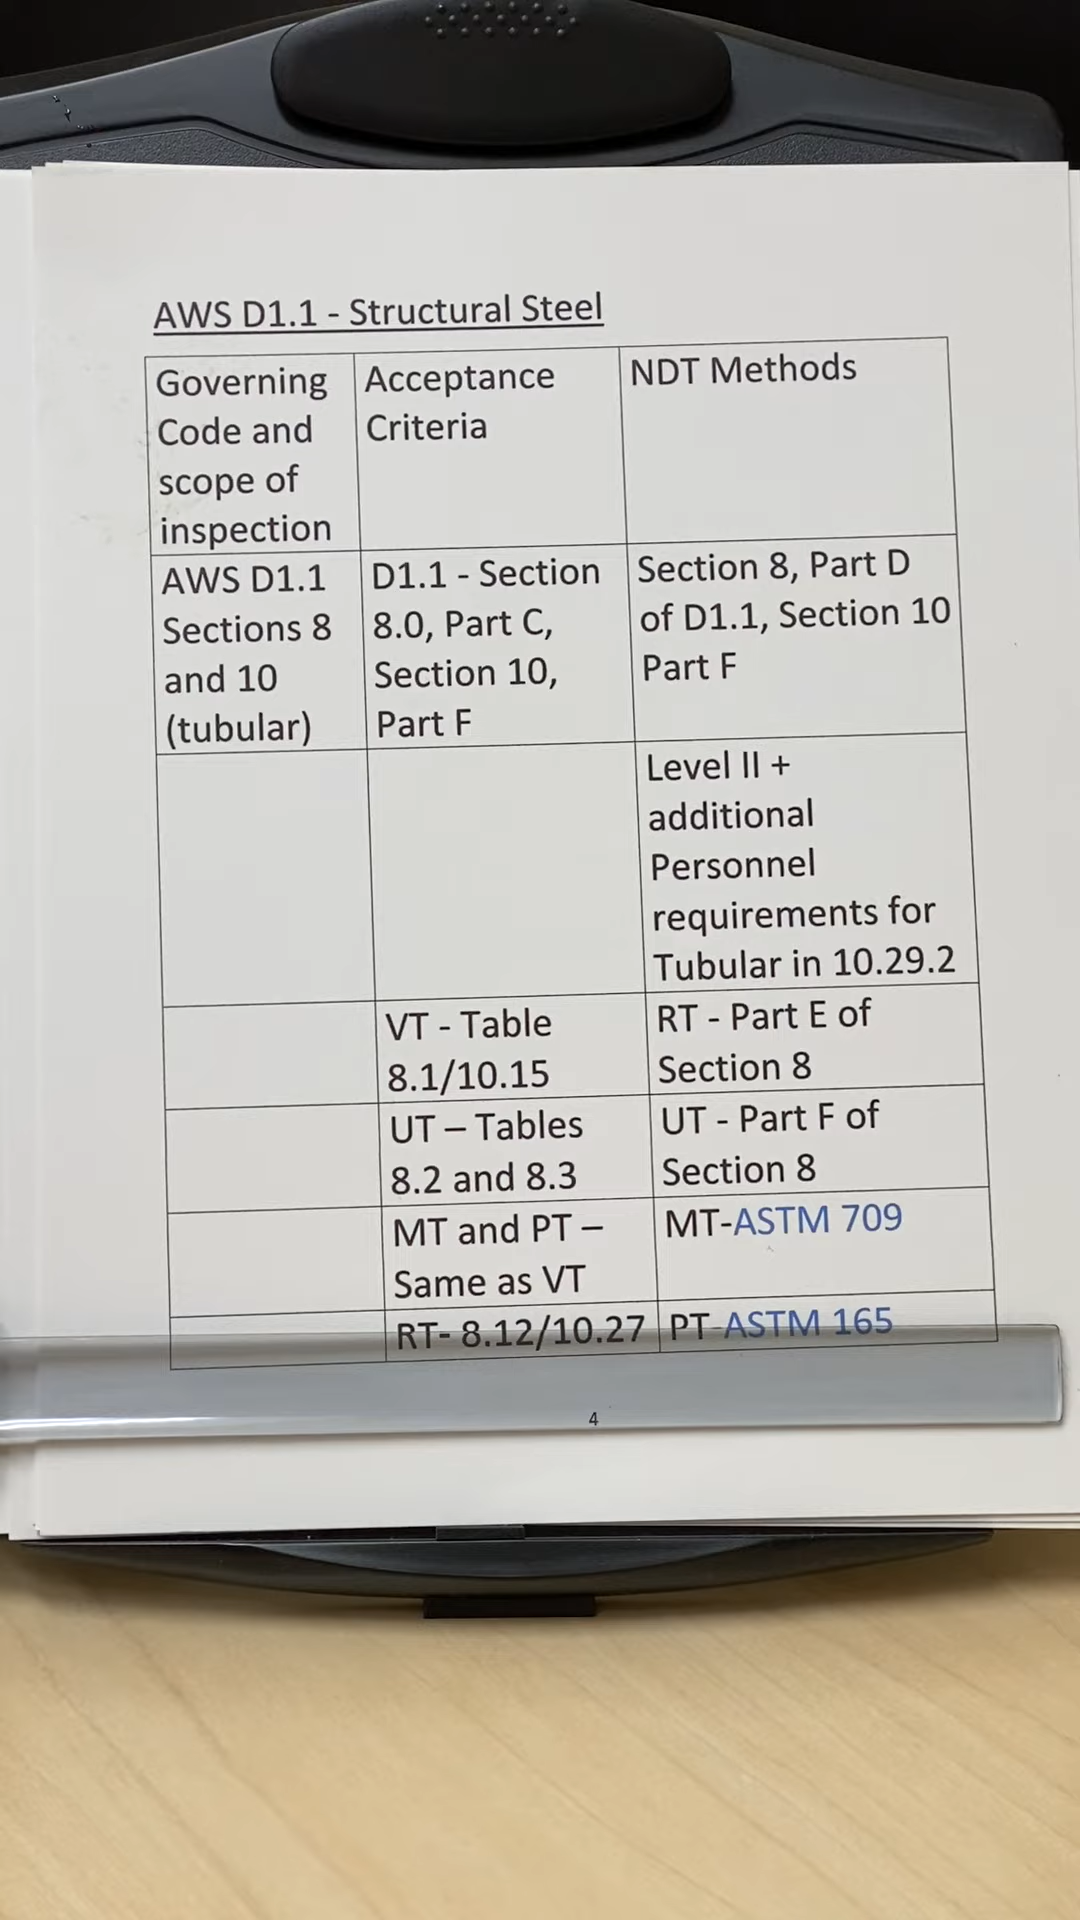 AWS D1.1 - Structural Steel
Governing
Code and
scope of
inspection
Acceptance
Criteria
NDT Methods
AWS D1.1
Sections 8
and 10
(tubular)
D1.1 - Section
8.0, Part C,
Section 10,
Part F
Section 8, Part D
of D1.1, Section 10
Part F
Level II +
additional
Personnel
requirements for
Tubular in 10.29.2
VT - Table
8.1/10.15
RT - Part E of
Section 8
UT – Tables
8.2 and 8.3
UT - Part F of
Section 8
MT and PT –
Same as VT
MT-ASTM 709
RT- 8.12/10.27
PT-ASTM 165
4